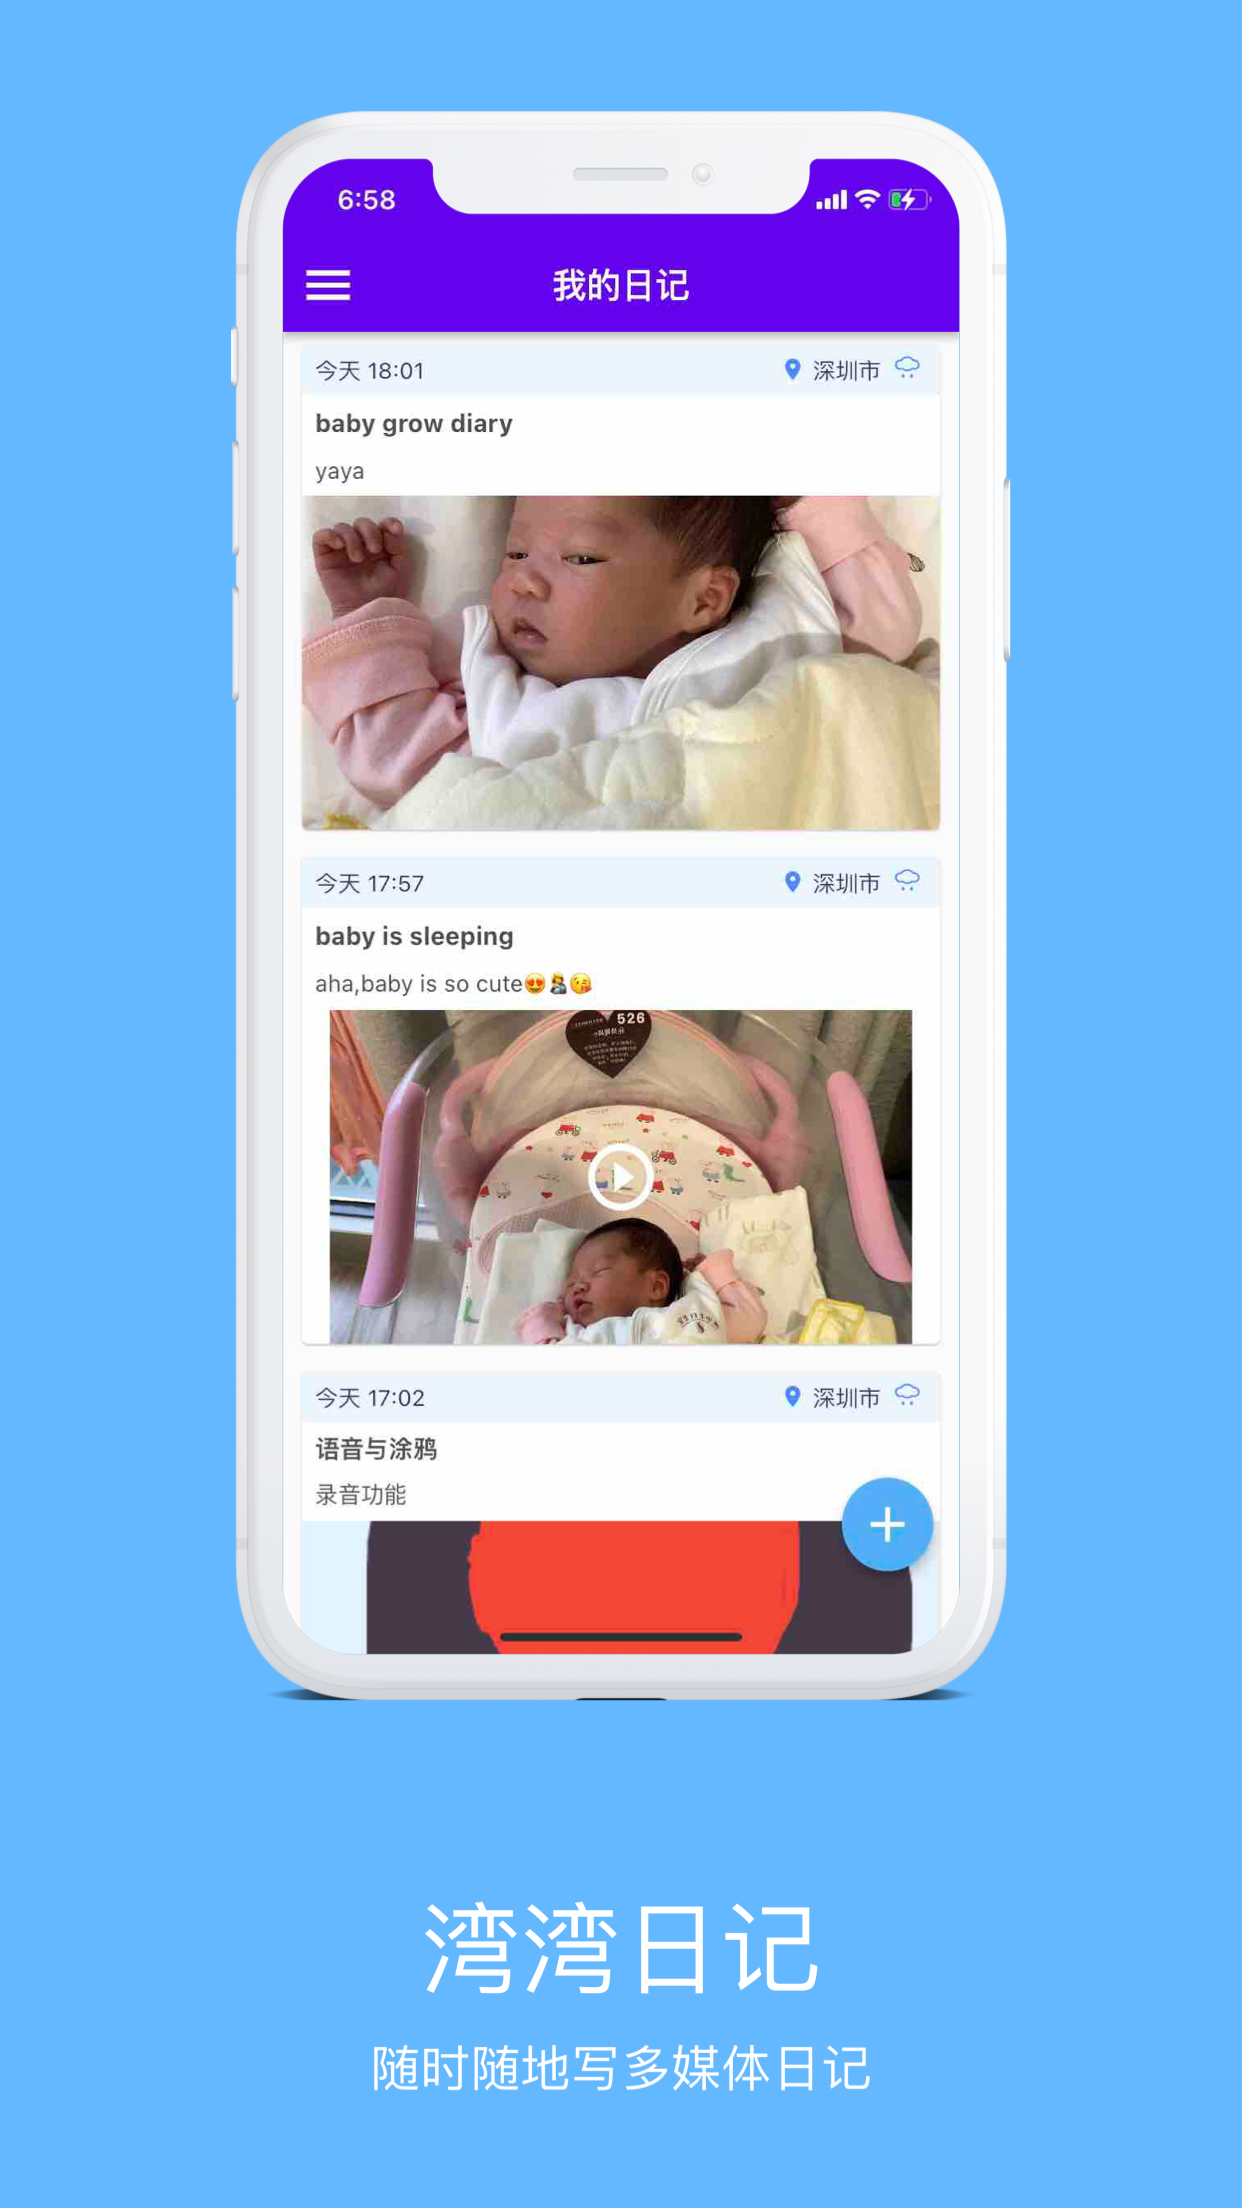 6:58
我的日记
今天 18:01 深圳市
baby grow diary
yaya
今天 17:57 深圳市
baby is sleeping
aha,baby is so cute😍🤱😘
526
今天 17:02 深圳市
语音与涂鸦
录音功能
湾湾日记
随时随地写多媒体日记